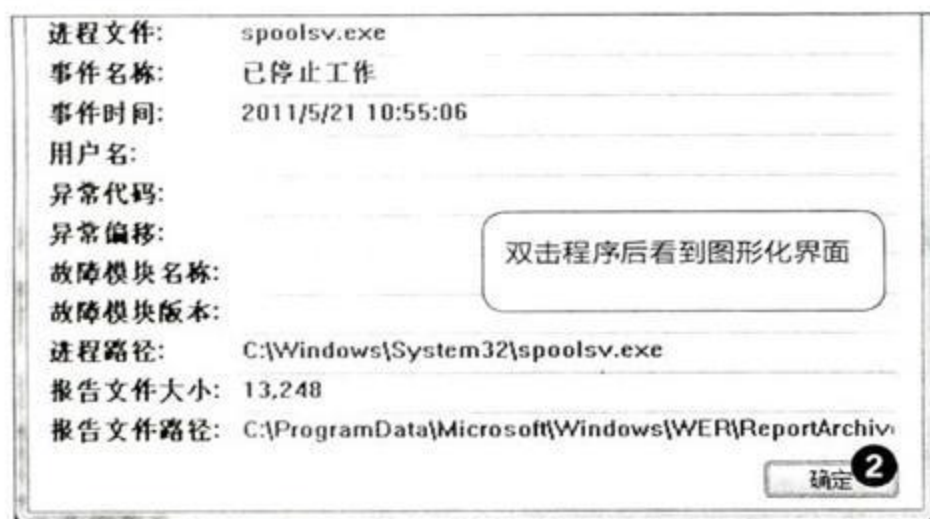 进程文件: spoolsv.exe
事件名称: 已停止工作
事件时间: 2011/5/21 10:55:06
用户名:
异常代码:
异常偏移:
双击程序后看到图形化界面
故障模块名称:
故障模块版本:
进程路径: C:\Windows\System32\spoolsv.exe
报告文件大小: 13,248
报告文件路径: C:\ProgramData\Microsoft\Windows\WER\ReportArchiv
确定 2